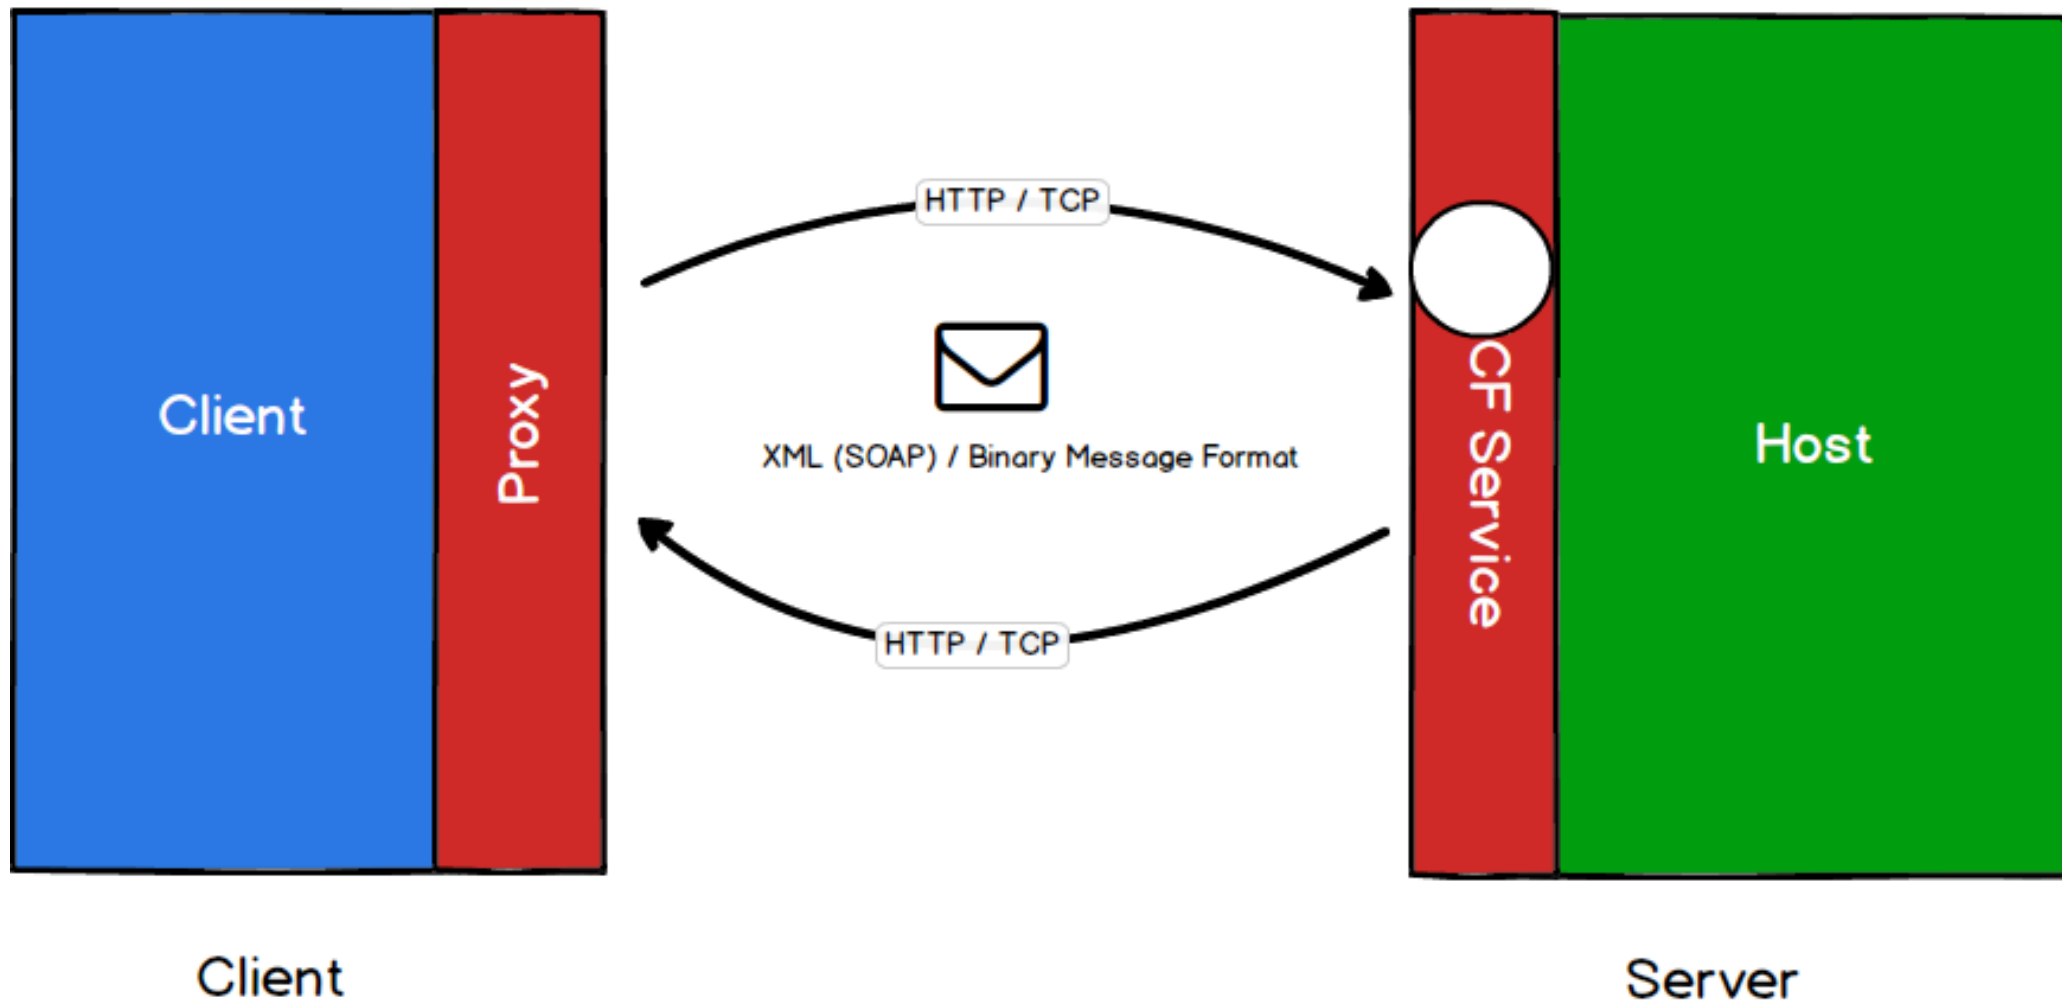 HTTP / TCP
Client
Proxy
XML (SOAP) / Binary Message Format
CF Service
Host
HTTP / TCP
Client
Server